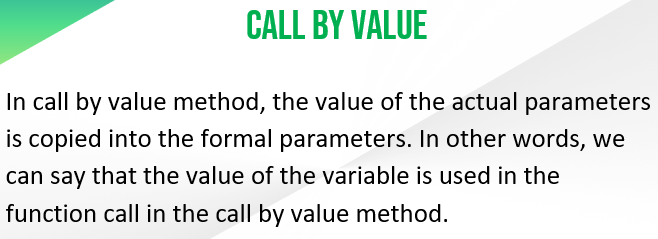 CALL BY VALUE
In call by value method, the value of the actual parameters
is copied into the formal parameters. In other words, we
can say that the value of the variable is used in the
function call in the call by value method.